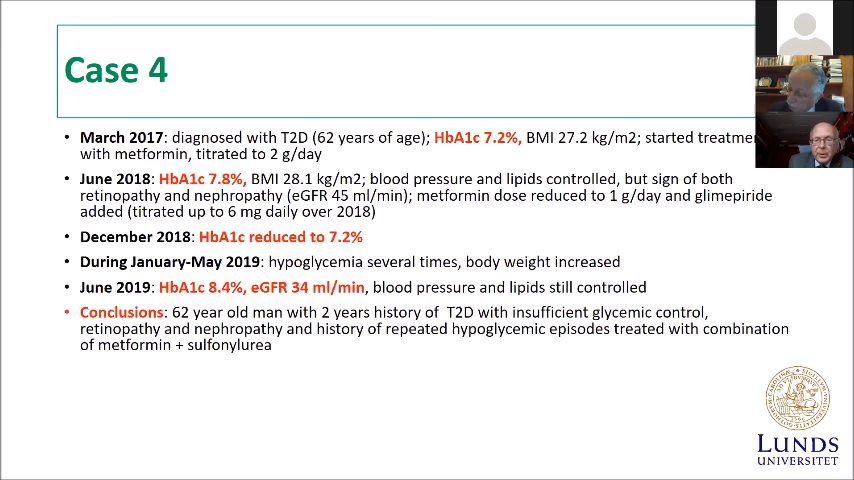 Case 4
• March 2017: diagnosed with T2D (62 years of age); HbA1c 7.2%, BMI 27.2 kg/m2; started treatmen
with metformin, titrated to 2 g/day
• June 2018: HbA1c 7.8%, BMI 28.1 kg/m2; blood pressure and lipids controlled, but sign of both
retinopathy and nephropathy (eGFR 45 ml/min); metformin dose reduced to 1 g/day and glimepiride
added (titrated up to 6 mg daily over 2018)
• December 2018: HbA1c reduced to 7.2%
• During January-May 2019: hypoglycemia several times, body weight increased
• June 2019: HbA1c 8.4%, eGFR 34 ml/min, blood pressure and lipids still controlled
• Conclusions: 62 year old man with 2 years history of T2D with insufficient glycemic control,
retinopathy and nephropathy and history of repeated hypoglycemic episodes treated with combination
of metformin + sulfonylurea
LUNDS
UNIVERSITET